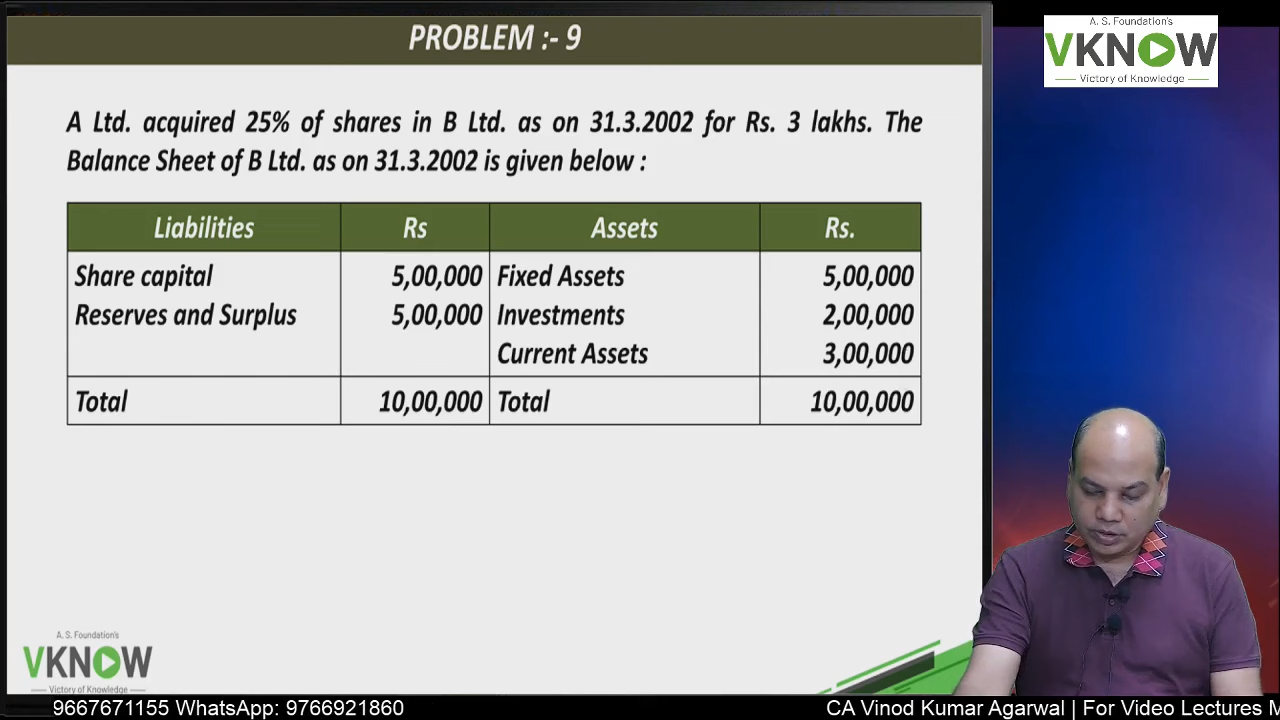 PROBLEM :- 9
A. S. Foundation's
VKNOW
Victory of Knowledge
A Ltd. acquired 25% of shares in B Ltd. as on 31.3.2002 for Rs. 3 lakhs. The
Balance Sheet of B Ltd. as on 31.3.2002 is given below :
Liabilities Rs Assets Rs.
Share capital 5,00,000 Fixed Assets 5,00,000
Reserves and Surplus 5,00,000 Investments 2,00,000
Current Assets 3,00,000
Total 10,00,000 Total 10,00,000
A. S. Foundation's
VKNOW
Victory of Knowledge
9667671155 WhatsApp: 9766921860 CA Vinod Kumar Agarwal | For Video Lectures M